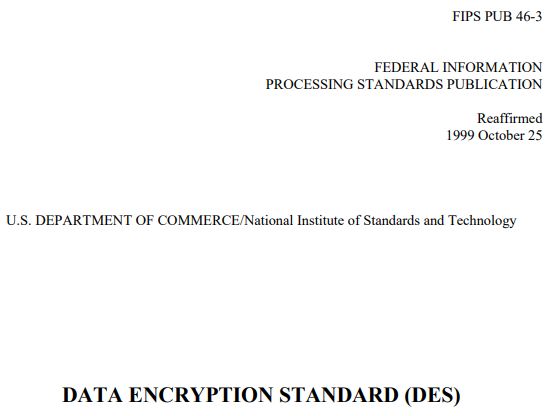 FIPS PUB 46-3
FEDERAL INFORMATION
PROCESSING STANDARDS PUBLICATION
Reaffirmed
1999 October 25
U.S. DEPARTMENT OF COMMERCE/National Institute of Standards and Technology
DATA ENCRYPTION STANDARD (DES)